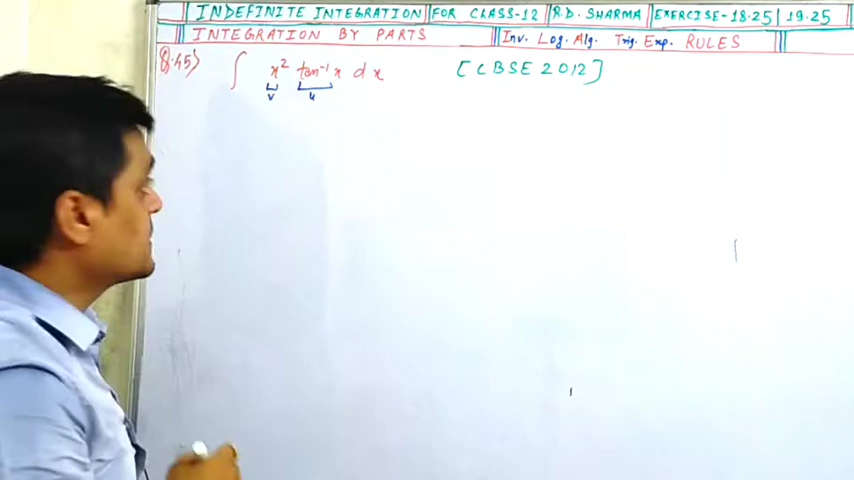 INDEFINITE INTEGRATION FOR CLASS-12 R.D. SHARMA EXERCISE-18.25 | 19.25
INTEGRATION BY PARTS Inv. Log. Alg. Trig. Exp. RULES
Q.45) ∫ x² tan⁻¹x dx [CBSE 2012]
v u